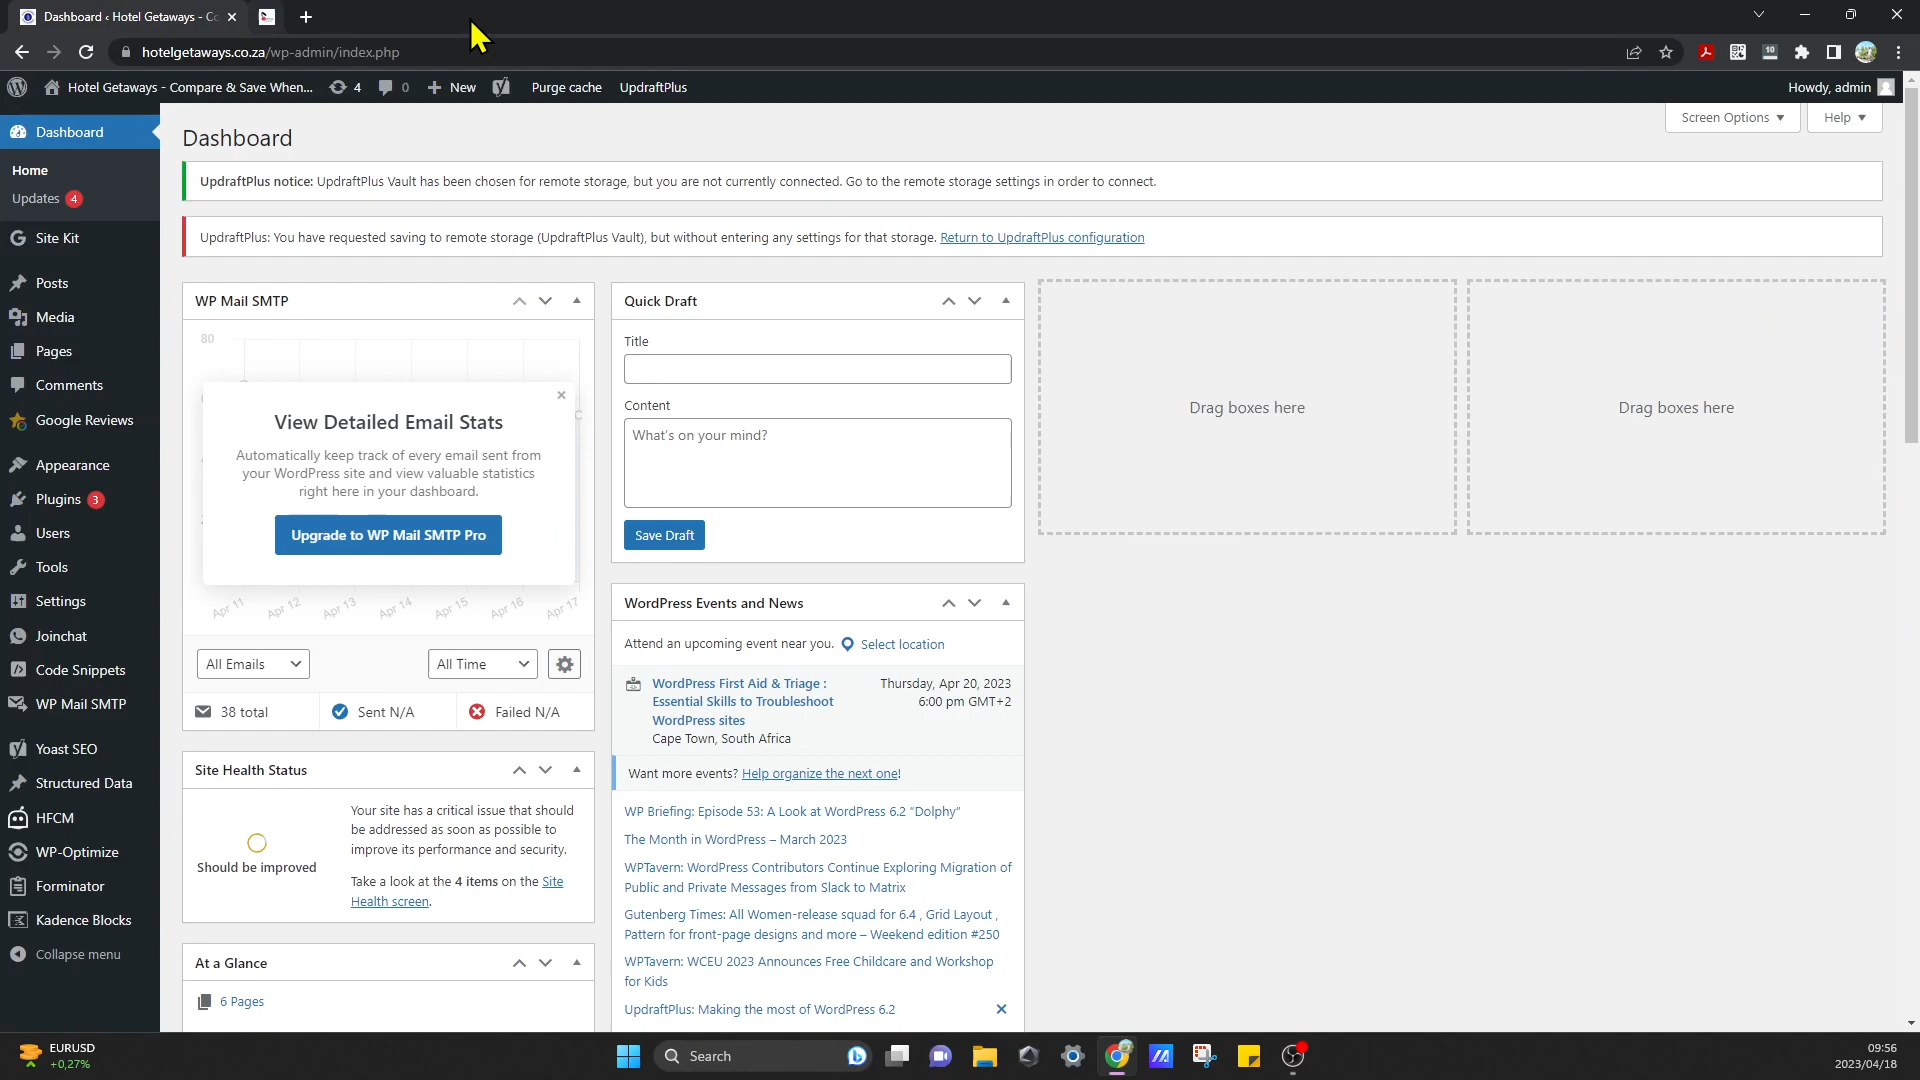 Dashboard ‹ Hotel Getaways - Co
hotelgetaways.co.za/wp-admin/index.php
10
Hotel Getaways - Compare & Save When...
4
0
New
Purge cache
UpdraftPlus
Howdy, admin
Dashboard
Home
Updates 4
Site Kit
Posts
Media
Pages
Comments
Google Reviews
Appearance
Plugins 3
Users
Tools
Settings
Joinchat
Code Snippets
WP Mail SMTP
Yoast SEO
Structured Data
HFCM
WP-Optimize
Forminator
Kadence Blocks
Collapse menu
Screen Options
Help
Dashboard
UpdraftPlus notice: UpdraftPlus Vault has been chosen for remote storage, but you are not currently connected. Go to the remote storage settings in order to connect.
UpdraftPlus: You have requested saving to remote storage (UpdraftPlus Vault), but without entering any settings for that storage. Return to UpdraftPlus configuration
WP Mail SMTP
80
View Detailed Email Stats
Automatically keep track of every email sent from
your WordPress site and view valuable statistics
right here in your dashboard.
Upgrade to WP Mail SMTP Pro
Apr 11
Apr 12
Apr 13
Apr 14
Apr 15
Apr 16
Apr 17
All Emails
All Time
38 total
Sent N/A
Failed N/A
Site Health Status
Should be improved
Your site has a critical issue that should
be addressed as soon as possible to
improve its performance and security.
Take a look at the 4 items on the Site
Health screen.
At a Glance
6 Pages
Quick Draft
Title
Content
What's on your mind?
Save Draft
WordPress Events and News
Attend an upcoming event near you. Select location
WordPress First Aid & Triage :
Essential Skills to Troubleshoot
WordPress sites
Cape Town, South Africa
Thursday, Apr 20, 2023
6:00 pm GMT+2
Want more events? Help organize the next one!
WP Briefing: Episode 53: A Look at WordPress 6.2 “Dolphy”
The Month in WordPress – March 2023
WPTavern: WordPress Contributors Continue Exploring Migration of
Public and Private Messages from Slack to Matrix
Gutenberg Times: All Women-release squad for 6.4 , Grid Layout ,
Pattern for front-page designs and more – Weekend edition #250
WPTavern: WCEU 2023 Announces Free Childcare and Workshop
for Kids
UpdraftPlus: Making the most of WordPress 6.2
Drag boxes here
Drag boxes here
EURUSD
+0,27%
Search
09:56
2023/04/18